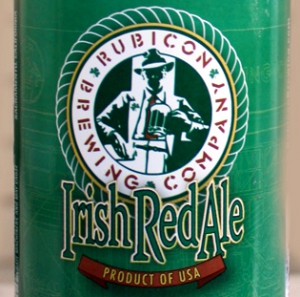 RUBICON
BREWING COMPANY
Irish Red Ale
PRODUCT OF USA